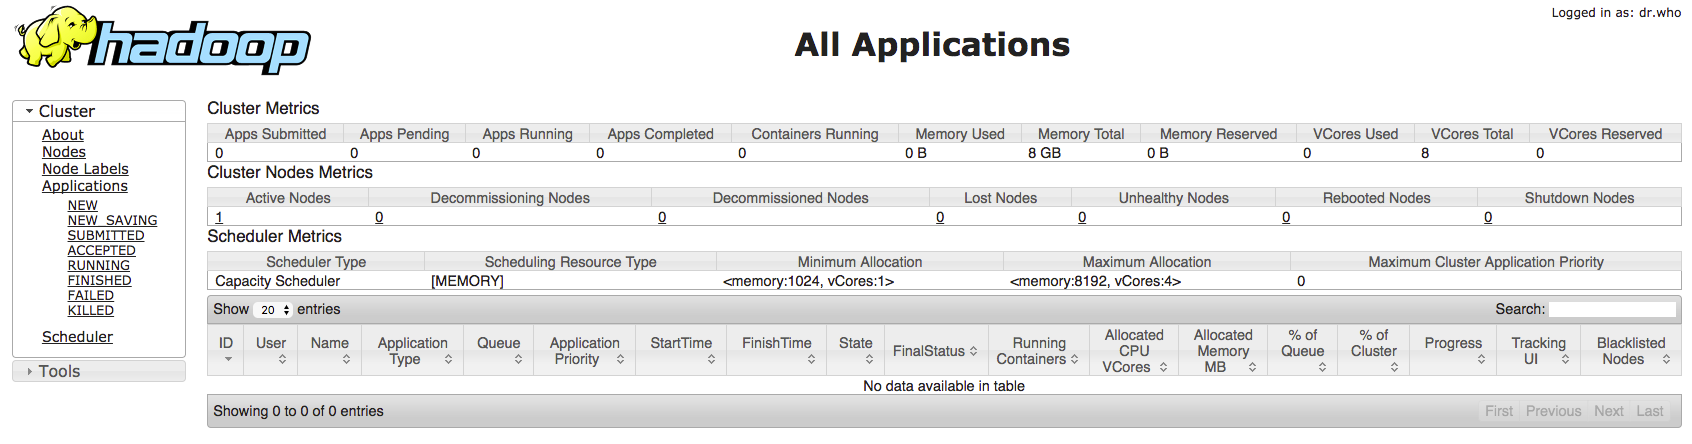 hadoop
All Applications
Logged in as: dr.who
Cluster
About
Nodes
Node Labels
Applications
NEW
NEW_SAVING
SUBMITTED
ACCEPTED
RUNNING
FINISHED
FAILED
KILLED
Scheduler
Tools
Cluster Metrics
Apps Submitted Apps Pending Apps Running Apps Completed Containers Running Memory Used Memory Total Memory Reserved VCores Used VCores Total VCores Reserved
0 0 0 0 0 0 B 8 GB 0 B 0 8 0
Cluster Nodes Metrics
Active Nodes Decommissioning Nodes Decommissioned Nodes Lost Nodes Unhealthy Nodes Rebooted Nodes Shutdown Nodes
1 0 0 0 0 0 0
Scheduler Metrics
Scheduler Type Scheduling Resource Type Minimum Allocation Maximum Allocation Maximum Cluster Application Priority
Capacity Scheduler [MEMORY] <memory:1024, vCores:1> <memory:8192, vCores:4> 0
Show 20 entries Search:
ID User Name Application Type Queue Application Priority StartTime FinishTime State FinalStatus Running Containers Allocated CPU VCores Allocated Memory MB % of Queue % of Cluster Progress Tracking UI Blacklisted Nodes
No data available in table
Showing 0 to 0 of 0 entries First Previous Next Last